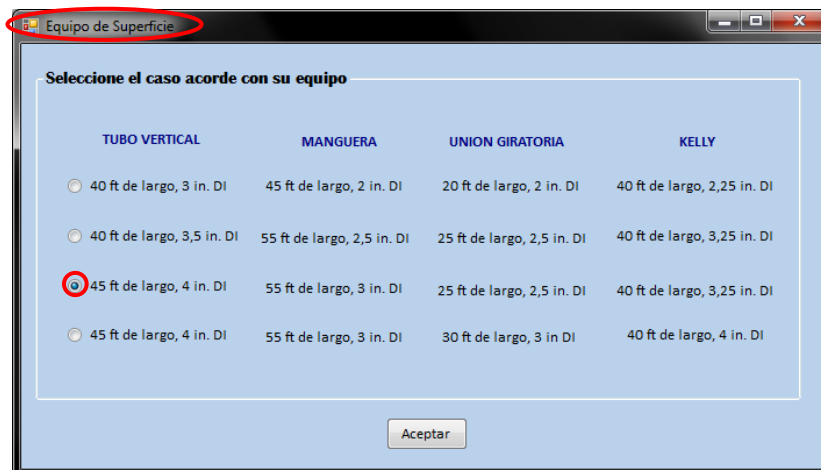 Equipo de Superficie
Seleccione el caso acorde con su equipo
TUBO VERTICAL MANGUERA UNION GIRATORIA KELLY
40 ft de largo, 3 in. DI 45 ft de largo, 2 in. DI 20 ft de largo, 2 in. DI 40 ft de largo, 2,25 in. DI
40 ft de largo, 3,5 in. DI 55 ft de largo, 2,5 in. DI 25 ft de largo, 2,5 in. DI 40 ft de largo, 3,25 in. DI
45 ft de largo, 4 in. DI 55 ft de largo, 3 in. DI 25 ft de largo, 2,5 in. DI 40 ft de largo, 3,25 in. DI
45 ft de largo, 4 in. DI 55 ft de largo, 3 in. DI 30 ft de largo, 3 in DI 40 ft de largo, 4 in. DI
Aceptar